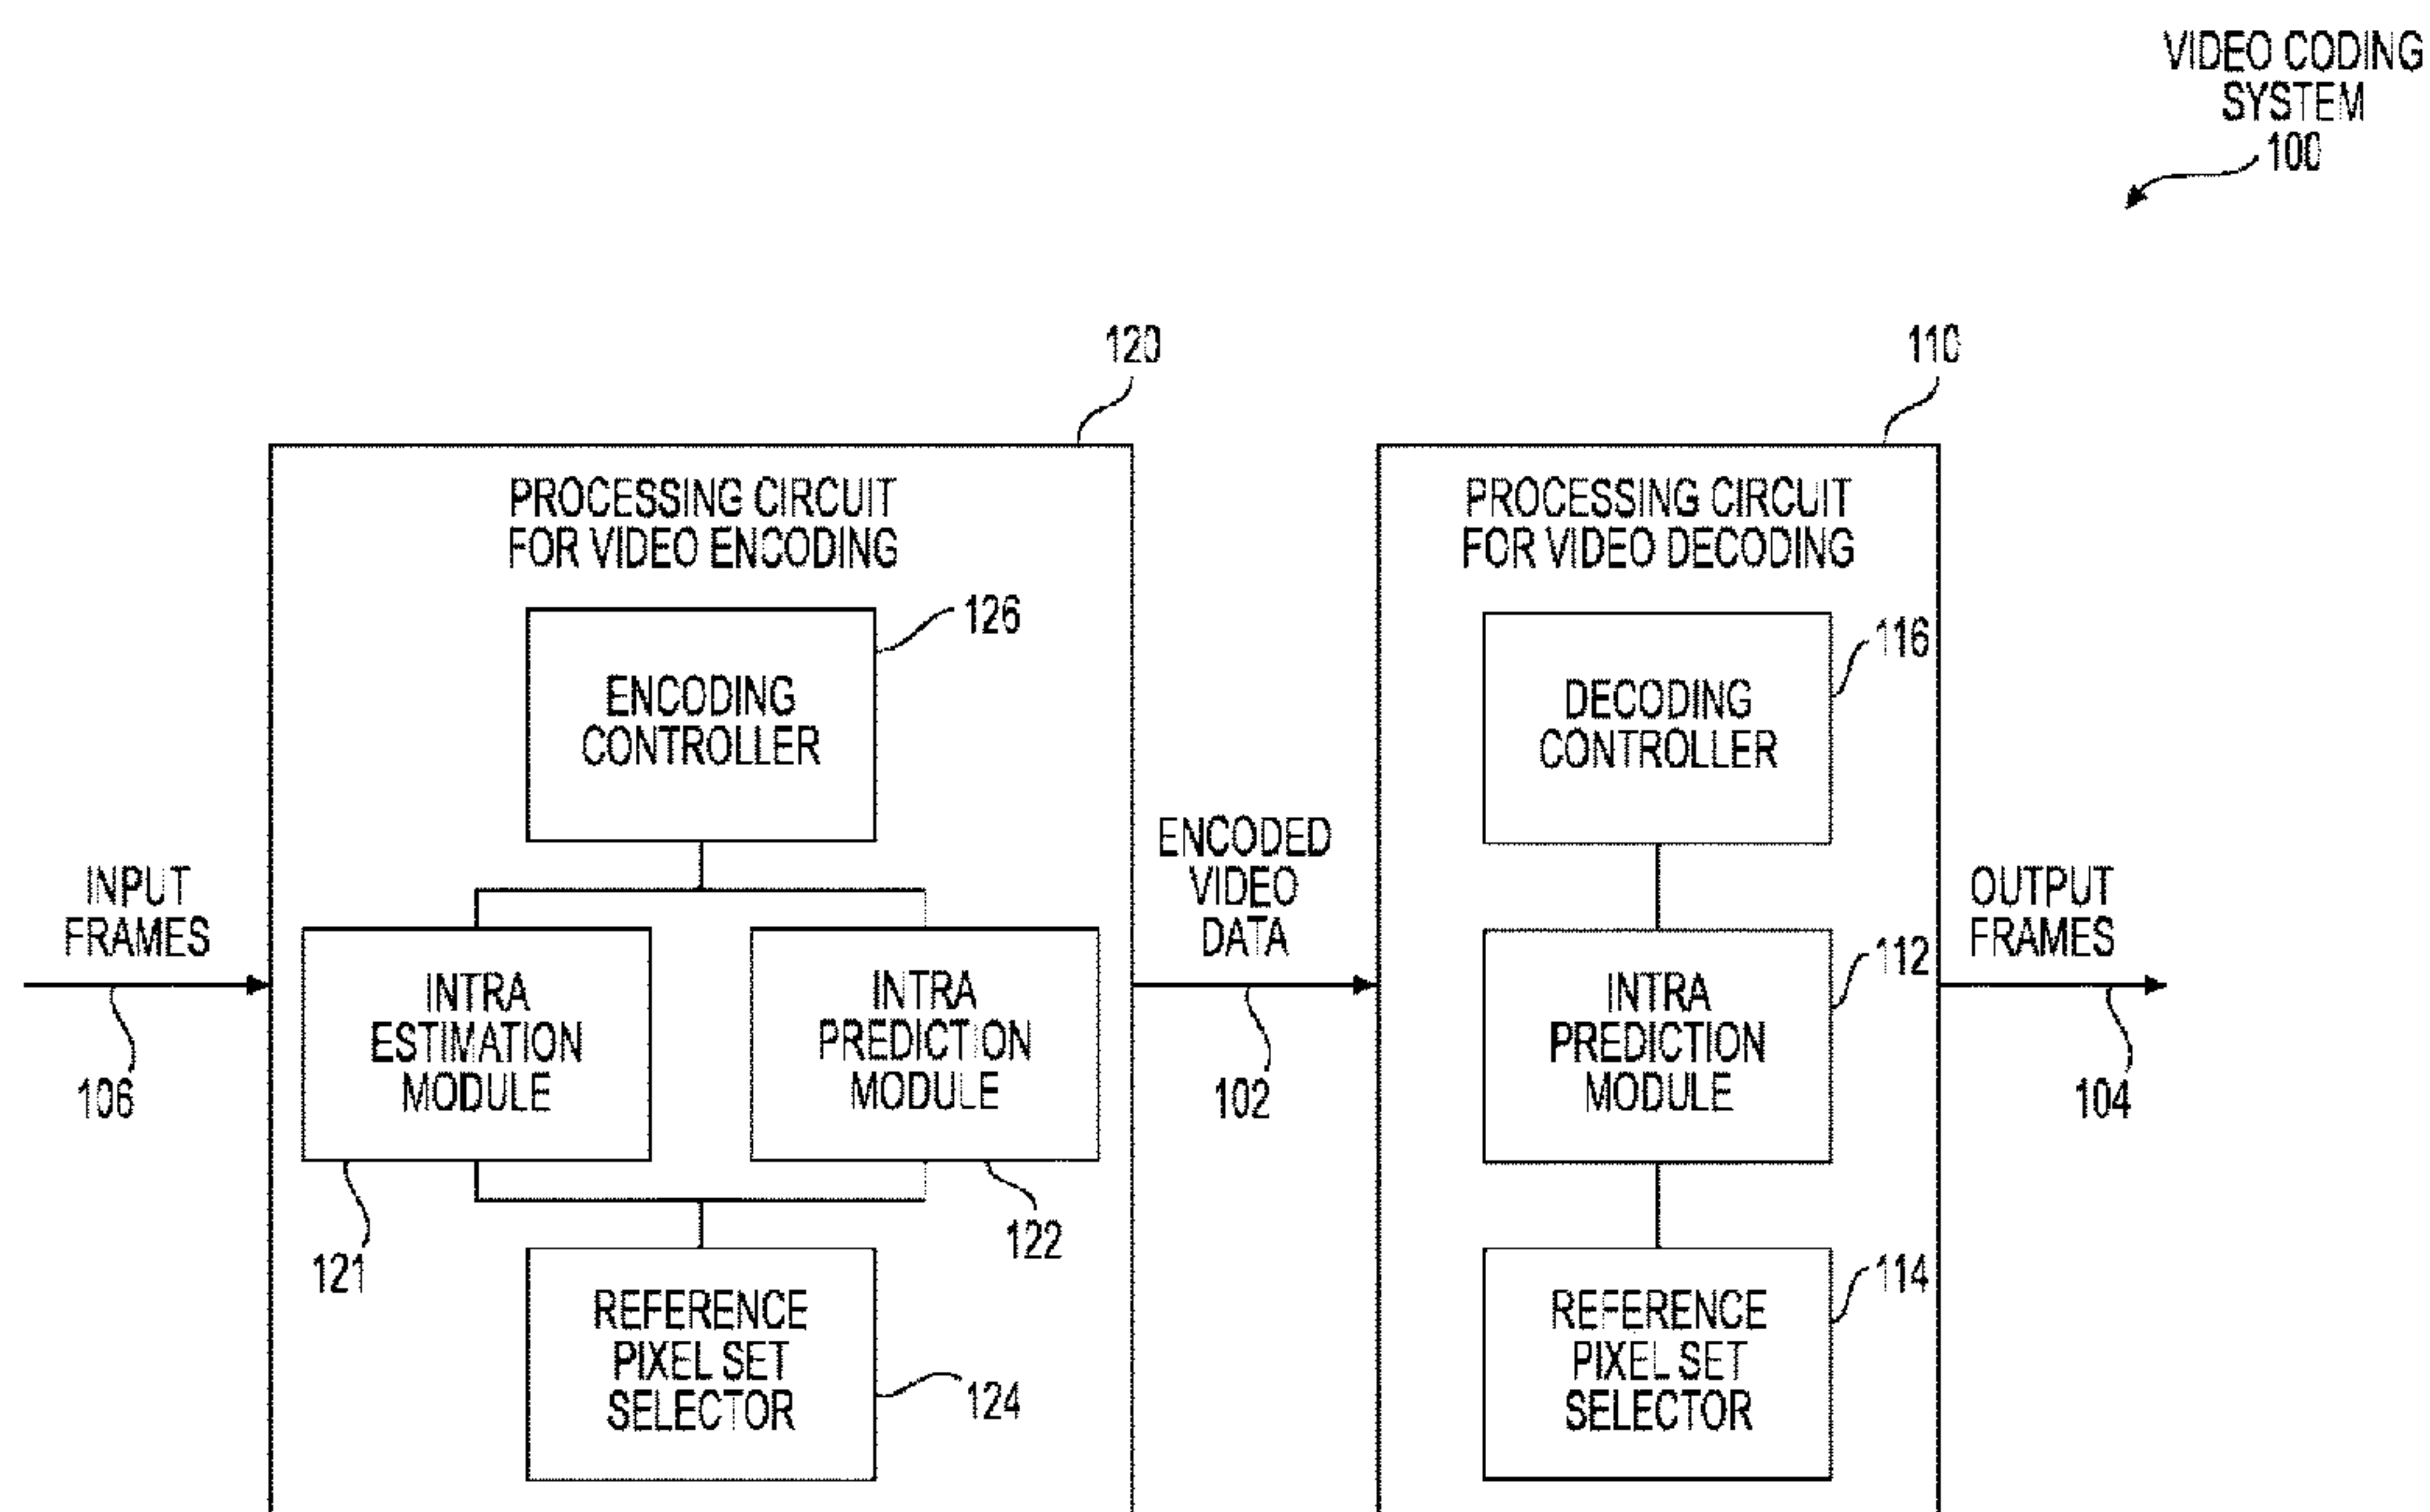 VIDEO CODING
SYSTEM
100
120
110
PROCESSING CIRCUIT
FOR VIDEO ENCODING
PROCESSING CIRCUIT
FOR VIDEO DECODING
126
ENCODING
CONTROLLER
116
DECODING
CONTROLLER
INPUT
FRAMES
106
INTRA
ESTIMATION
MODULE
121
INTRA
PREDICTION
MODULE
122
ENCODED
VIDEO
DATA
102
INTRA
PREDICTION
MODULE
112
OUTPUT
FRAMES
104
REFERENCE
PIXEL SET
SELECTOR
124
REFERENCE
PIXEL SET
SELECTOR
114